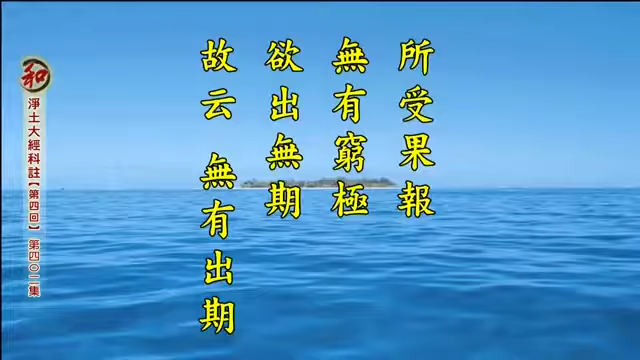 所受果報
無有窮極
欲出無期
故云 無有出期
和
淨土大經科註【第四回】 第四〇二集